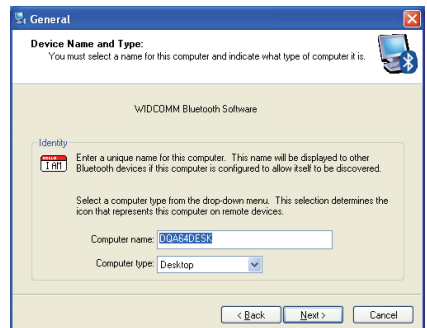 General
Device Name and Type:
You must select a name for this computer and indicate what type of computer it is.
WIDCOMM Bluetooth Software
Identity
HELLO
I AM
Enter a unique name for this computer. This name will be displayed to other
Bluetooth devices if this computer is configured to allow itself to be discovered.
Select a computer type from the drop-down menu. This selection determines the
icon that represents this computer on remote devices.
Computer name: DQA64DESK
Computer type: Desktop
< Back
Next >
Cancel